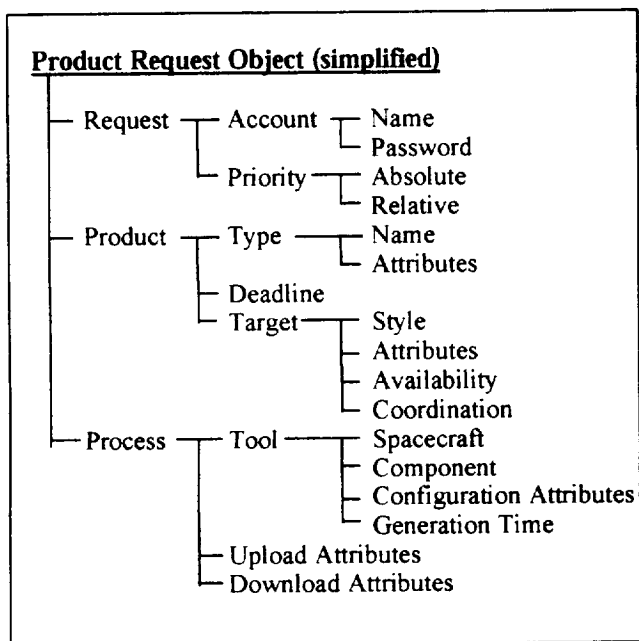 Product Request Object (simplified)
Request Account Name
Password
Priority Absolute
Relative
Product Type Name
Attributes
Deadline
Target Style
Attributes
Availability
Coordination
Process Tool Spacecraft
Component
Configuration Attributes
Generation Time
Upload Attributes
Download Attributes